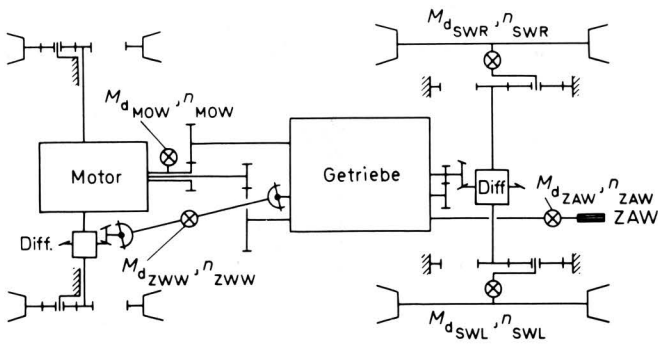 M_dSWR, n_SWR
M_dMOW, n_MOW
Motor
Getriebe
Diff
M_dZAW, n_ZAW
ZAW
Diff.
M_dZWW, n_ZWW
M_dSWL, n_SWL